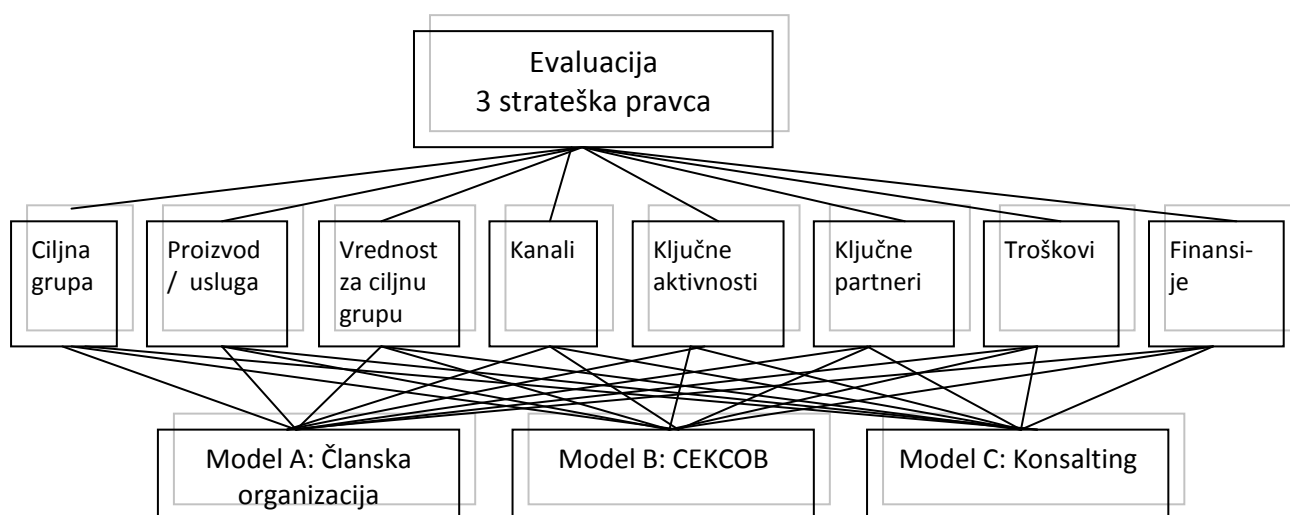 Evaluacija
3 strateška pravca
Ciljna
grupa
Proizvod
/ usluga
Vrednost
za ciljnu
grupu
Kanali
Ključne
aktivnosti
Ključne
partneri
Troškovi
Finansi-
je
Model A: Članska
organizacija
Model B: CEKCOB
Model C: Konsalting